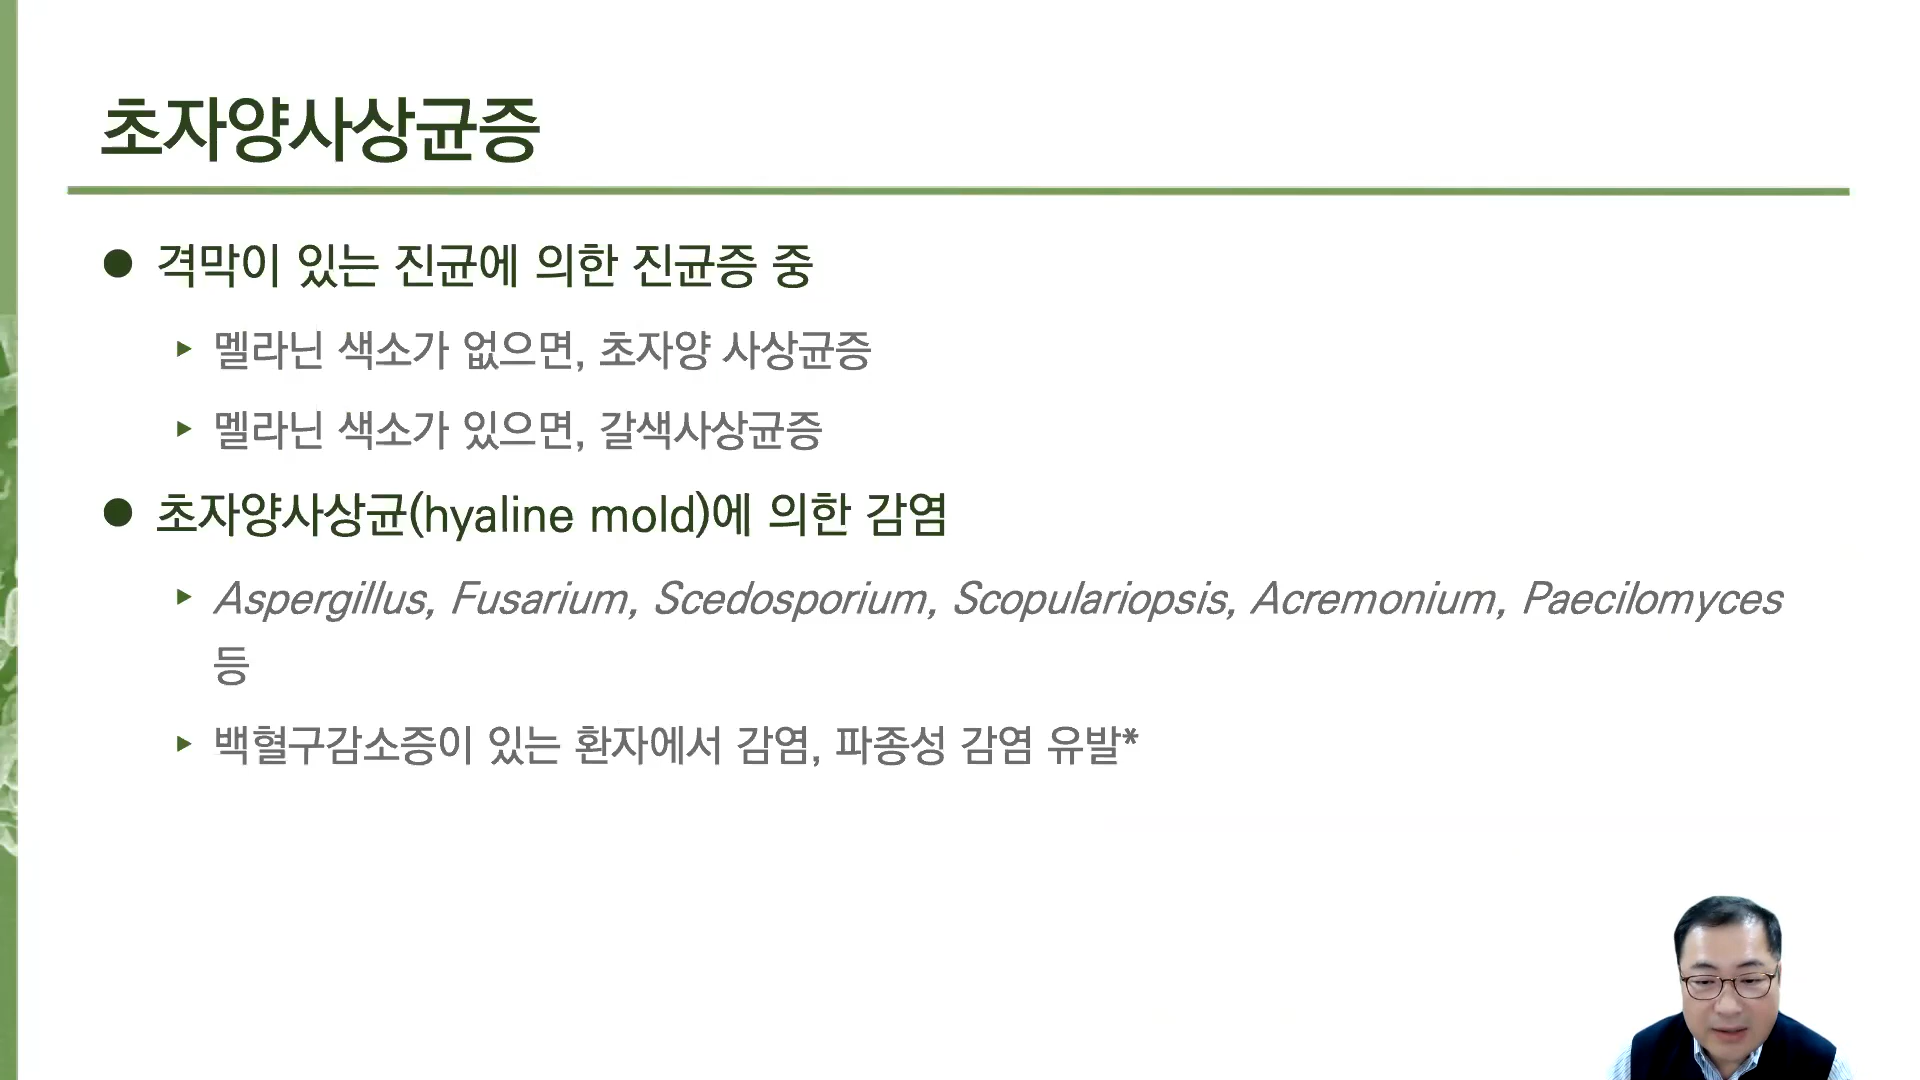 초자양사상균증
● 격막이 있는 진균에 의한 진균증 중
▸ 멜라닌 색소가 없으면, 초자양 사상균증
▸ 멜라닌 색소가 있으면, 갈색사상균증
● 초자양사상균(hyaline mold)에 의한 감염
▸ Aspergillus, Fusarium, Scedosporium, Scopulariopsis, Acremonium, Paecilomyces
등
▸ 백혈구감소증이 있는 환자에서 감염, 파종성 감염 유발*